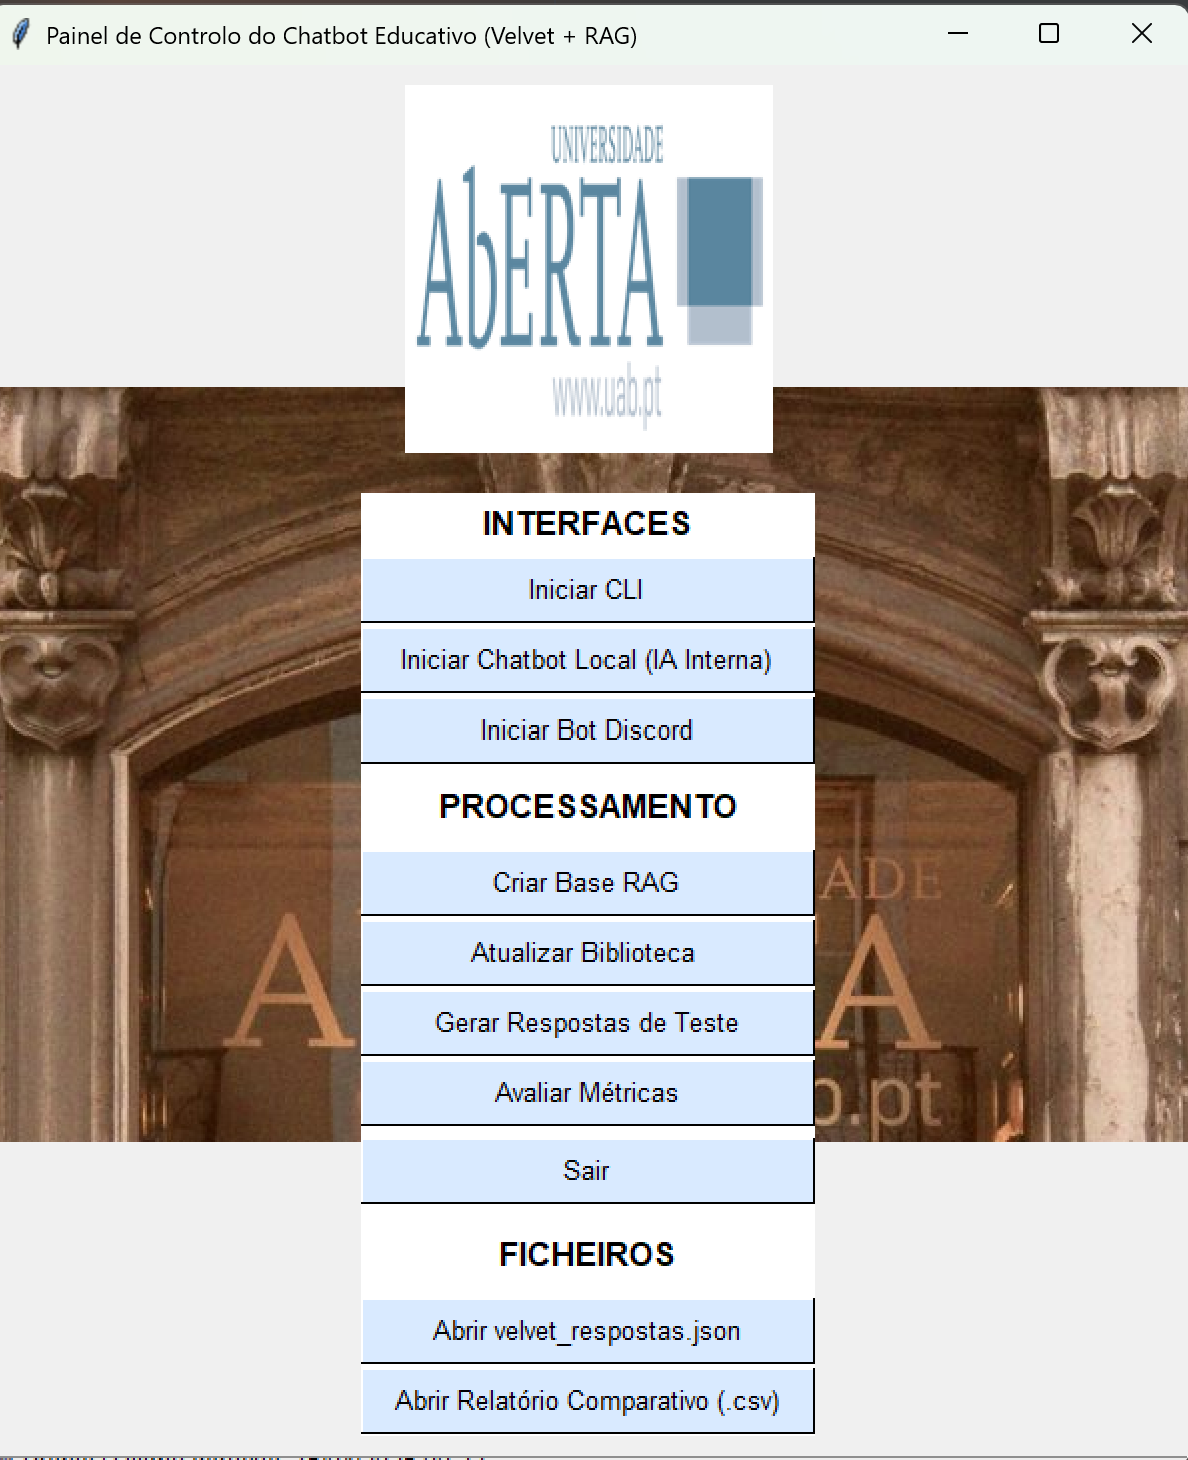 Painel de Controlo do Chatbot Educativo (Velvet + RAG)
UNIVERSIDADE
AbERTA
www.uab.pt
INTERFACES
Iniciar CLI
Iniciar Chatbot Local (IA Interna)
Iniciar Bot Discord
PROCESSAMENTO
Criar Base RAG
ADE
Atualizar Biblioteca
A
A
Gerar Respostas de Teste
Avaliar Métricas
b.pt
Sair
FICHEIROS
Abrir velvet_respostas.json
Abrir Relatório Comparativo (.csv)